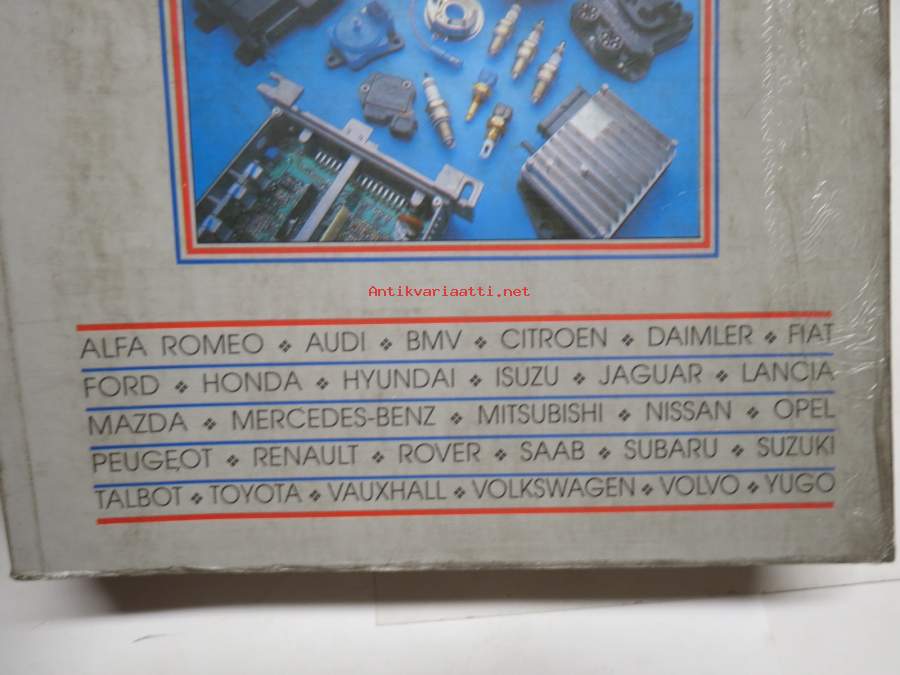 Antikvariaatti.net
ALFA ROMEO ❖ AUDI ❖ BMV ❖ CITROEN ❖ DAIMLER ❖ FIAT
FORD ❖ HONDA ❖ HYUNDAI ❖ ISUZU ❖ JAGUAR ❖ LANCIA
MAZDA ❖ MERCEDES-BENZ ❖ MITSUBISHI ❖ NISSAN ❖ OPEL
PEUGEOT ❖ RENAULT ❖ ROVER ❖ SAAB ❖ SUBARU ❖ SUZUKI
TALBOT ❖ TOYOTA ❖ VAUXHALL ❖ VOLKSWAGEN ❖ VOLVO ❖ YUGO